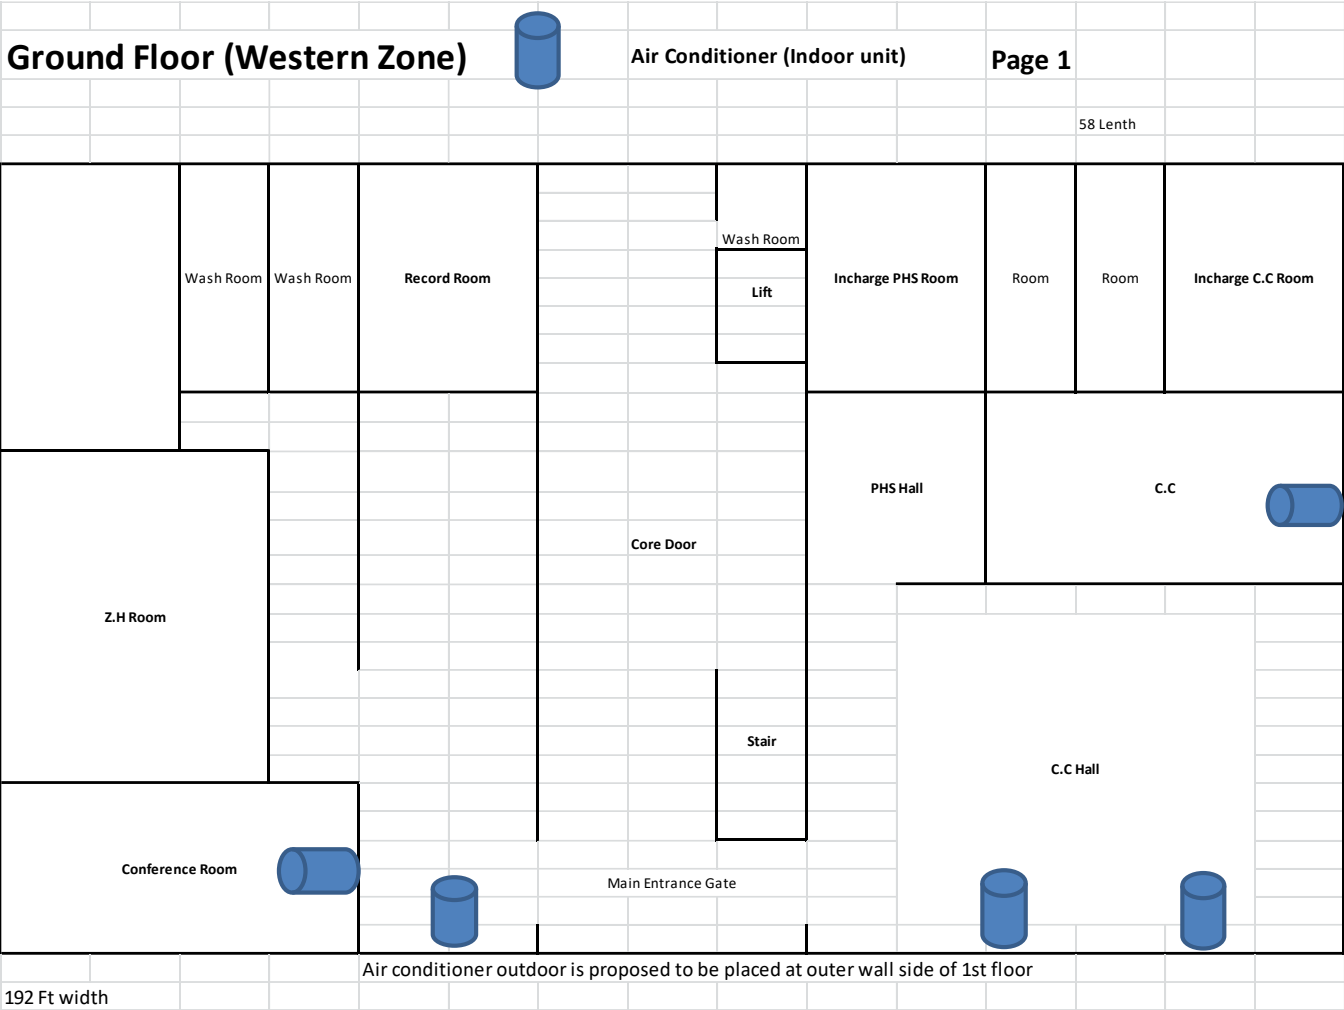 Ground Floor (Western Zone)
Air Conditioner (Indoor unit)
Page 1
58 Lenth
Wash Room
Wash Room
Wash Room
Record Room
Lift
Incharge PHS Room
Room
Room
Incharge C.C Room
PHS Hall
C.C
Core Door
Z.H Room
Stair
C.C Hall
Conference Room
Main Entrance Gate
Air conditioner outdoor is proposed to be placed at outer wall side of 1st floor
192 Ft width